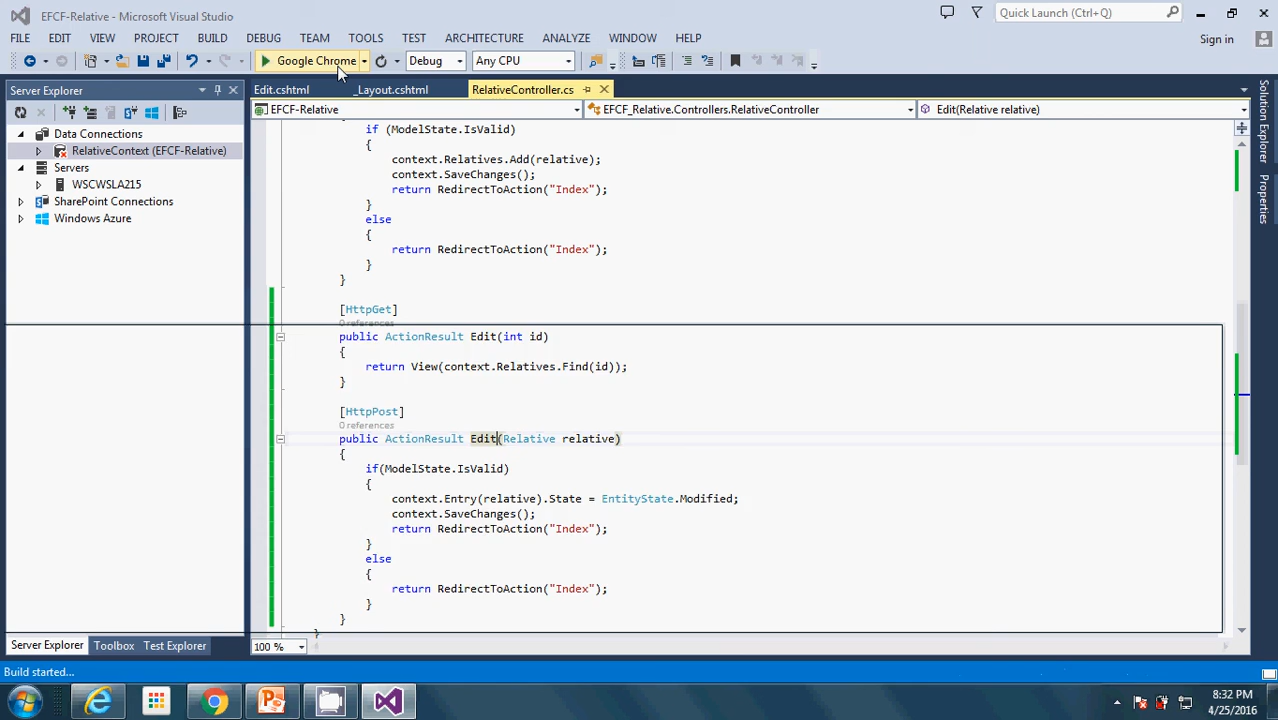 EFCF-Relative - Microsoft Visual Studio
Quick Launch (Ctrl+Q)
FILE EDIT VIEW PROJECT BUILD DEBUG TEAM TOOLS TEST ARCHITECTURE ANALYZE WINDOW HELP
Sign in
Google Chrome
Debug
Any CPU
Server Explorer
Edit.cshtml
_Layout.cshtml
RelativeController.cs
EFCF-Relative
EFCF_Relative.Controllers.RelativeController
Edit(Relative relative)
Data Connections
RelativeContext (EFCF-Relative)
Servers
WSCWSLA215
SharePoint Connections
Windows Azure
if (ModelState.IsValid)
{
context.Relatives.Add(relative);
context.SaveChanges();
return RedirectToAction("Index");
}
else
{
return RedirectToAction("Index");
}
}
[HttpGet]
0 references
public ActionResult Edit(int id)
{
return View(context.Relatives.Find(id));
}
[HttpPost]
0 references
public ActionResult Edit(Relative relative)
{
if(ModelState.IsValid)
{
context.Entry(relative).State = EntityState.Modified;
context.SaveChanges();
return RedirectToAction("Index");
}
else
{
return RedirectToAction("Index");
}
}
}
Solution Explorer
Properties
Server Explorer
Toolbox
Test Explorer
100 %
Build started...
8:32 PM
4/25/2016